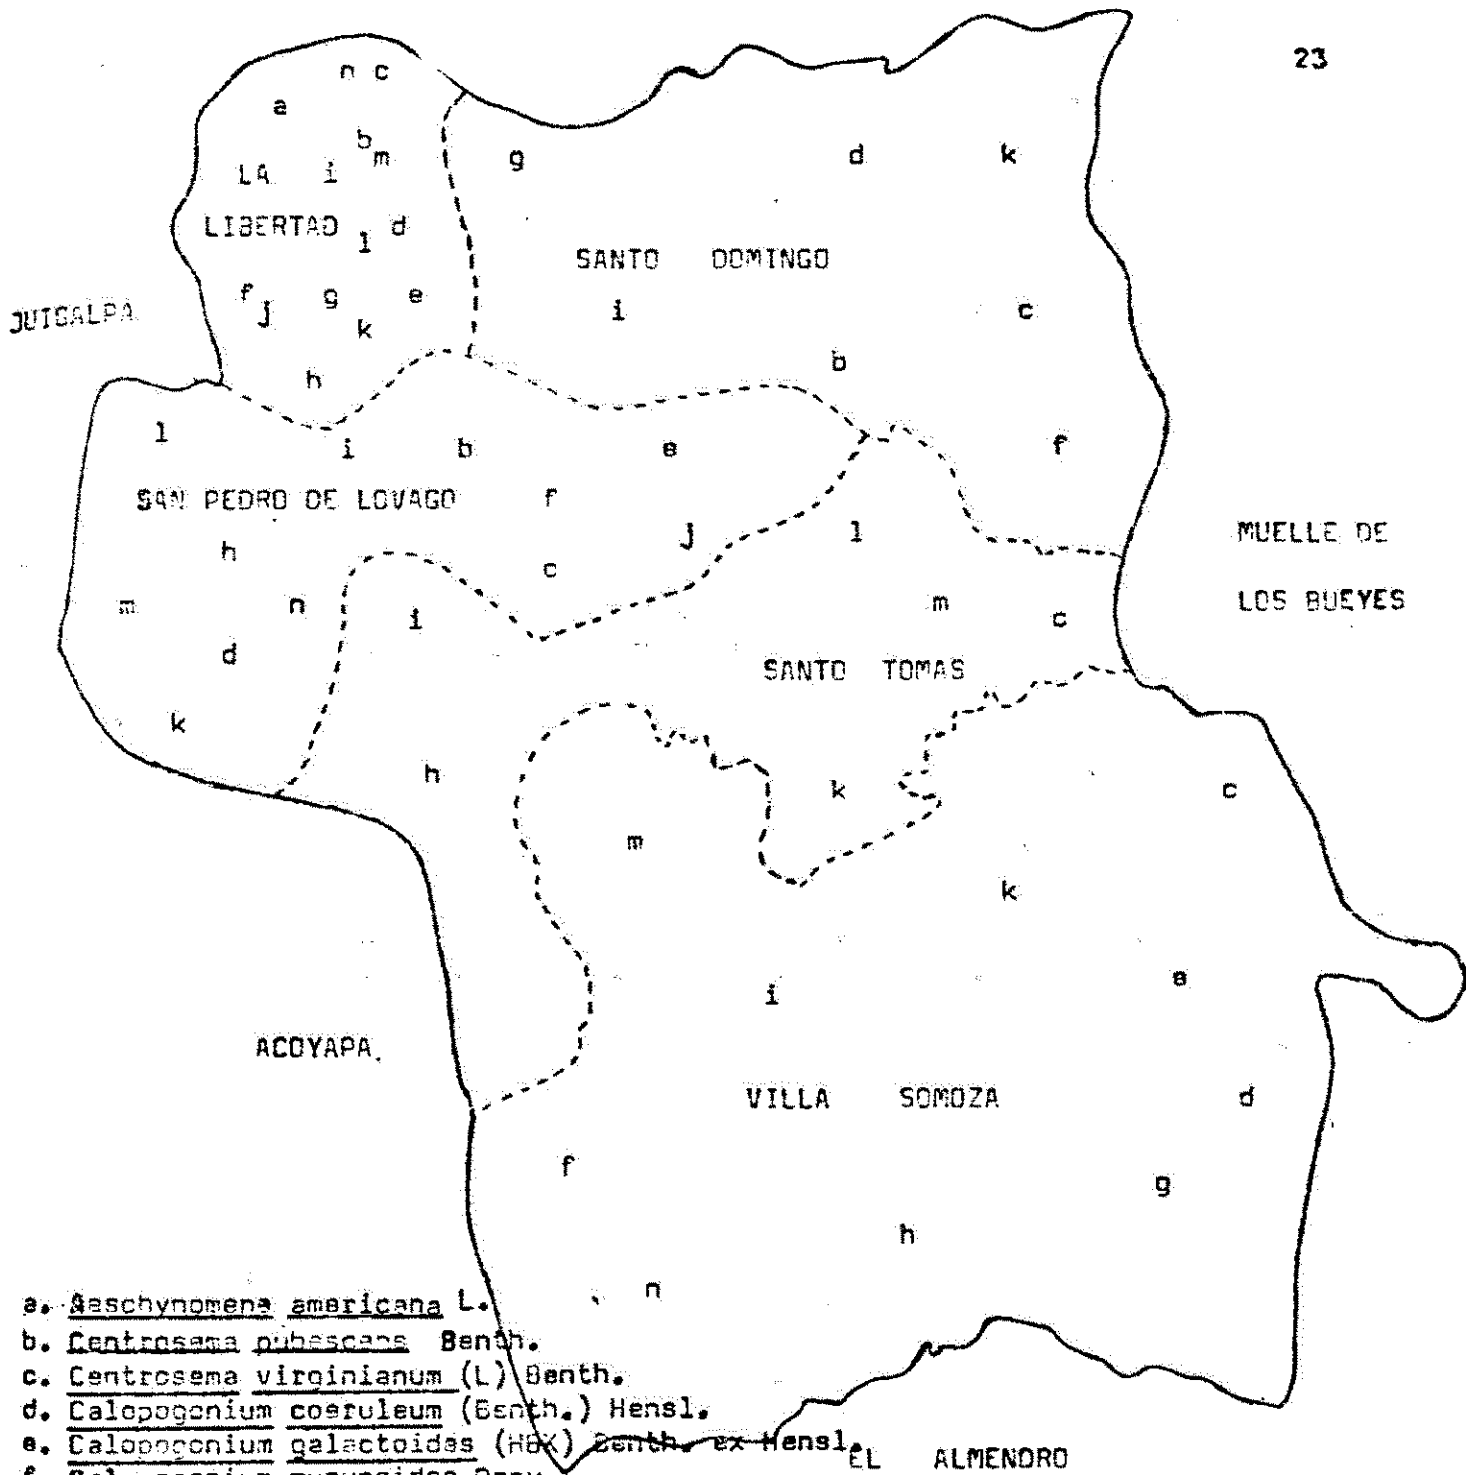 23
n c
a
b
m
g
d
k
LA i
LIBERTAD l d
SANTO DOMINGO
f j g e
k
i
c
JUIGALPA
h
b
l
i
b
e
f
SAN PEDRO DE LOVAGO f
h
j
l
MUELLE DE
c
m
n
i
m
c
LOS BUEYES
d
SANTO TOMAS
k
h
k
c
m
k
e
i
ACOYAPA.
VILLA SOMOZA
d
f
g
h
n
a. Aeschynomene americana L.
b. Centrosema pubescens Benth.
c. Centrosema virginianum (L) Benth.
d. Calopogonium coeruleum (Benth.) Hensl.
e. Calopogonium galactoides (HBK) Benth. ex Hensl.
EL ALMENDRO